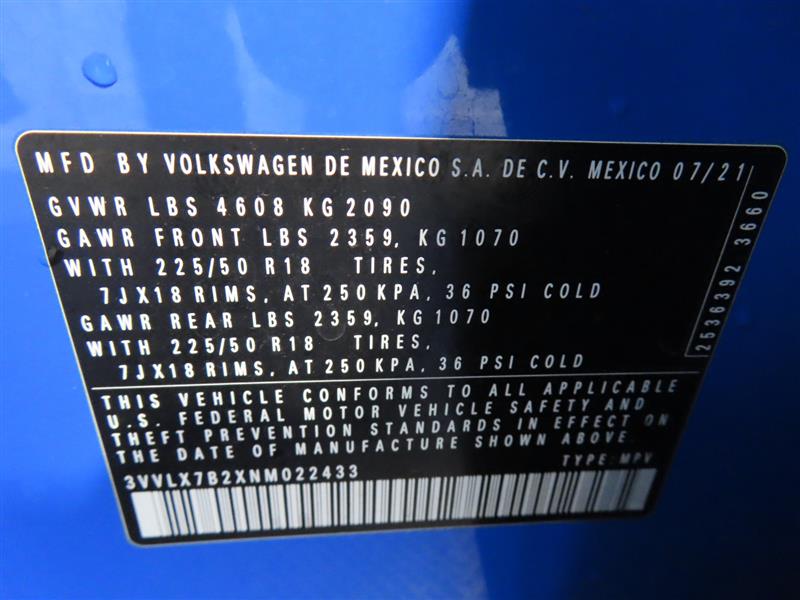 MFD BY VOLKSWAGEN DE MEXICO S.A. DE C.V. MEXICO 07/21
GVWR LBS 4608 KG 2090
GAWR FRONT LBS 2359, KG 1070
WITH 225/50 R18 TIRES,
7JX18 RIMS, AT 250 KPA, 36 PSI COLD
GAWR REAR LBS 2359, KG 1070
WITH 225/50 R18 TIRES,
7JX18 RIMS, AT 250 KPA, 36 PSI COLD
2536392 3660
THIS VEHICLE CONFORMS TO ALL APPLICABLE
U.S. FEDERAL MOTOR VEHICLE SAFETY AND
THEFT PREVENTION STANDARDS IN EFFECT ON
THE DATE OF MANUFACTURE SHOWN ABOVE.
3VVLX7B2XNM022433 TYPE: MPV